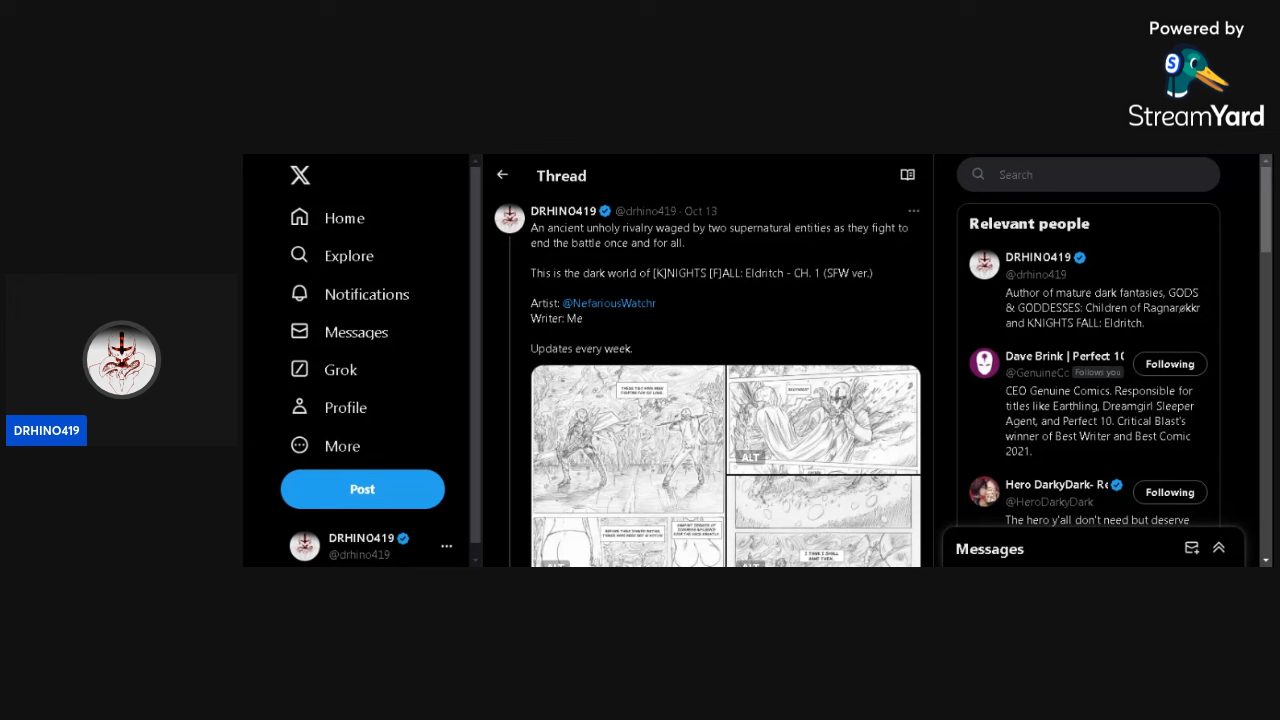 Powered by
StreamYard
DRHINO419
Home
Explore
Notifications
Messages
Grok
Profile
More
Post
DRHINO419
@drhino419
Thread
DRHINO419 @drhino419 · Oct 13
An ancient unholy rivalry waged by two supernatural entities as they fight to
end the battle once and for all.
This is the dark world of [K]NIGHTS [F]ALL: Eldritch - CH. 1 (SFW ver.)
Artist: @NefariousWatchr
Writer: Me
Updates every week.
ALT
ALT
I THINK I SHALL
Search
Relevant people
DRHINO419
@drhino419
Author of mature dark fantasies, GODS
& GODDESSES: Children of Ragnarøkkr
and KNIGHTS FALL: Eldritch.
Dave Brink | Perfect 10
@GenuineCo Follows you
Following
CEO Genuine Comics. Responsible for
titles like Earthling, Dreamgirl Sleeper
Agent, and Perfect 10. Critical Blast's
winner of Best Writer and Best Comic
2021.
Hero DarkyDark- Re
@HeroDarkyDark
Following
The hero y'all don't need but deserve
Messages